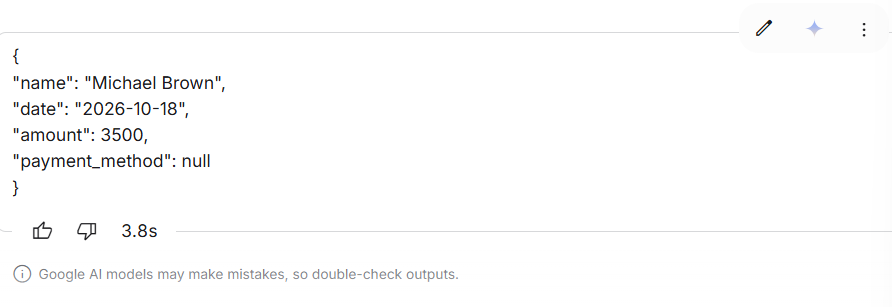 {
"name": "Michael Brown",
"date": "2026-10-18",
"amount": 3500,
"payment_method": null
}
3.8s
Google AI models may make mistakes, so double-check outputs.